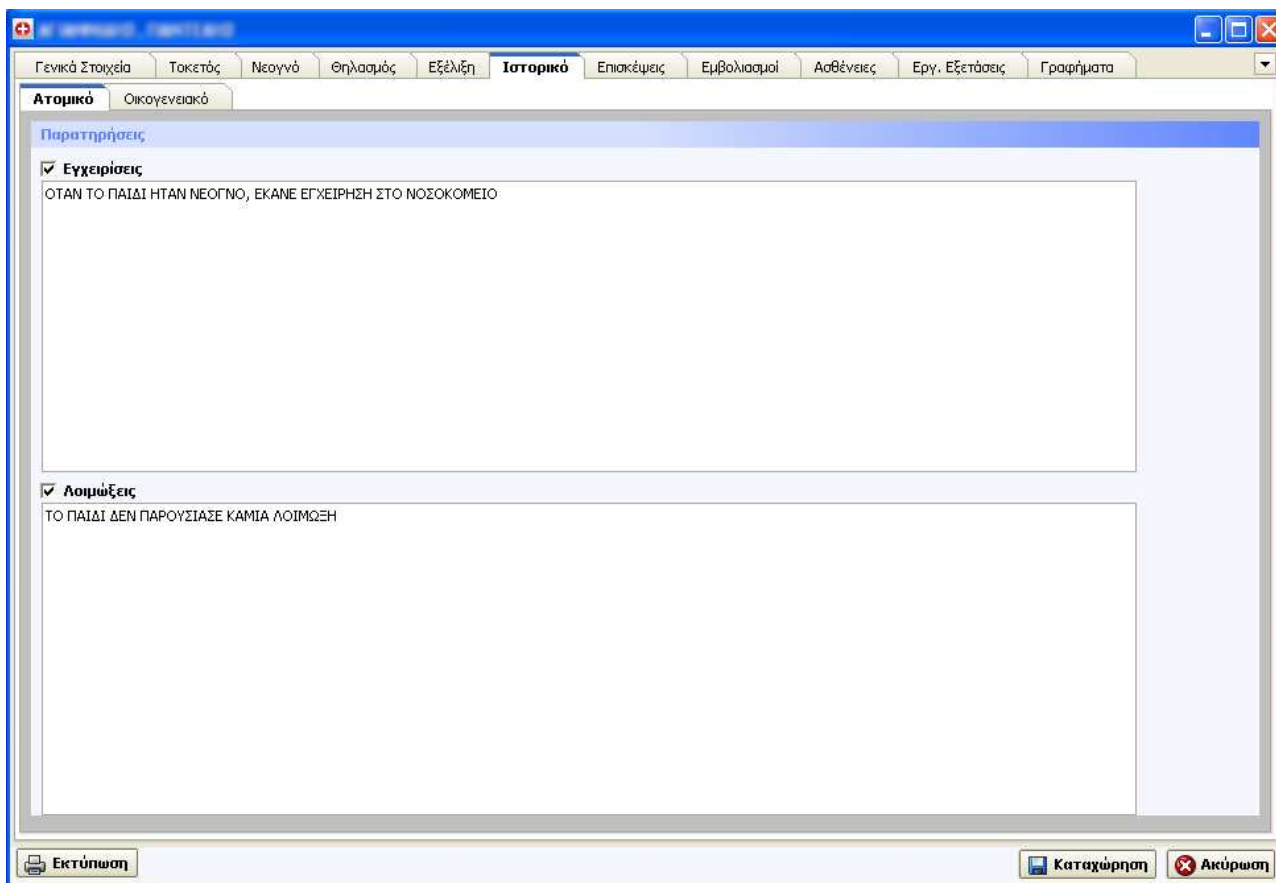 Γενικά Στοιχεία Τοκετός Νεογνό Θηλασμός Εξέλιξη Ιστορικό Επισκέψεις Εμβολιασμοί Ασθένειες Εργ. Εξετάσεις Γραφήματα
Ατομικό Οικογενειακό
Παρατηρήσεις
Εγχειρίσεις
ΟΤΑΝ ΤΟ ΠΑΙΔΙ ΗΤΑΝ ΝΕΟΓΝΟ, ΕΚΑΝΕ ΕΓΧΕΙΡΗΣΗ ΣΤΟ ΝΟΣΟΚΟΜΕΙΟ
Λοιμώξεις
ΤΟ ΠΑΙΔΙ ΔΕΝ ΠΑΡΟΥΣΙΑΣΕ ΚΑΜΙΑ ΛΟΙΜΩΞΗ
Εκτύπωση Καταχώρηση Ακύρωση